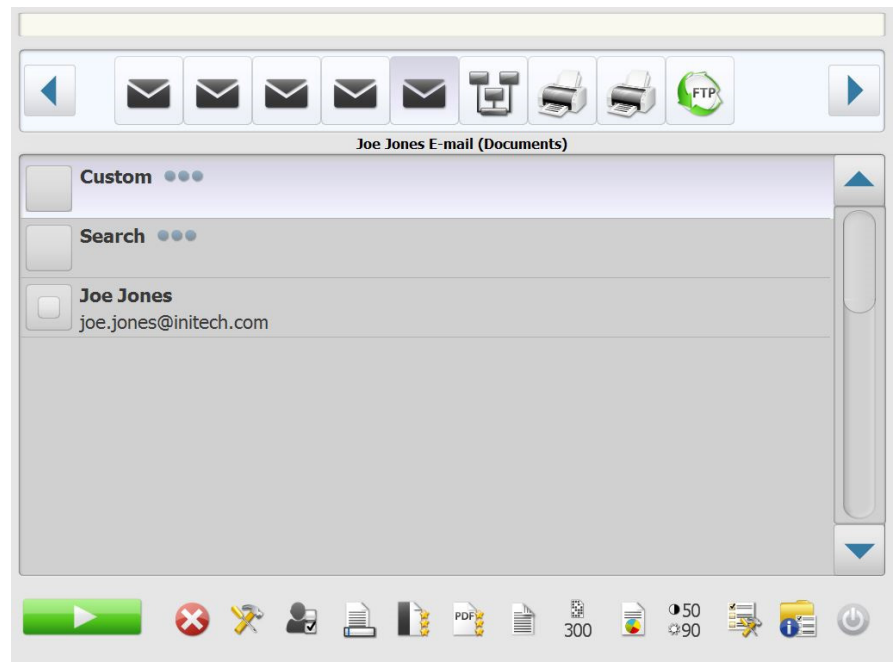 FTP
Joe Jones E-mail (Documents)
Custom
Search
Joe Jones
joe.jones@initech.com
PDF
300
50
90